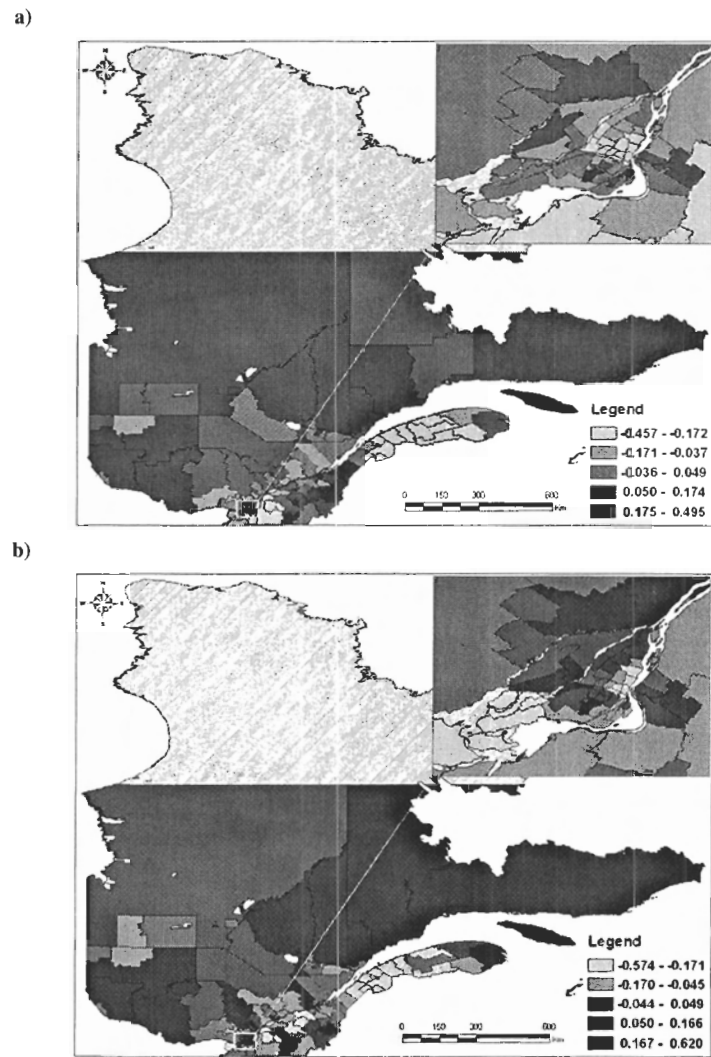 a)
N
W
E
S
Legend
-0.457 - -0.172
-0.171 - -0.037
-0.036 - 0.049
0.050 - 0.174
0.175 - 0.495
0 150 300 600
Km
b)
N
W
E
S
Legend
-0.574 - -0.171
-0.170 - -0.045
-0.044 - 0.049
0.050 - 0.166
0.167 - 0.620
0 150 300 600
Km